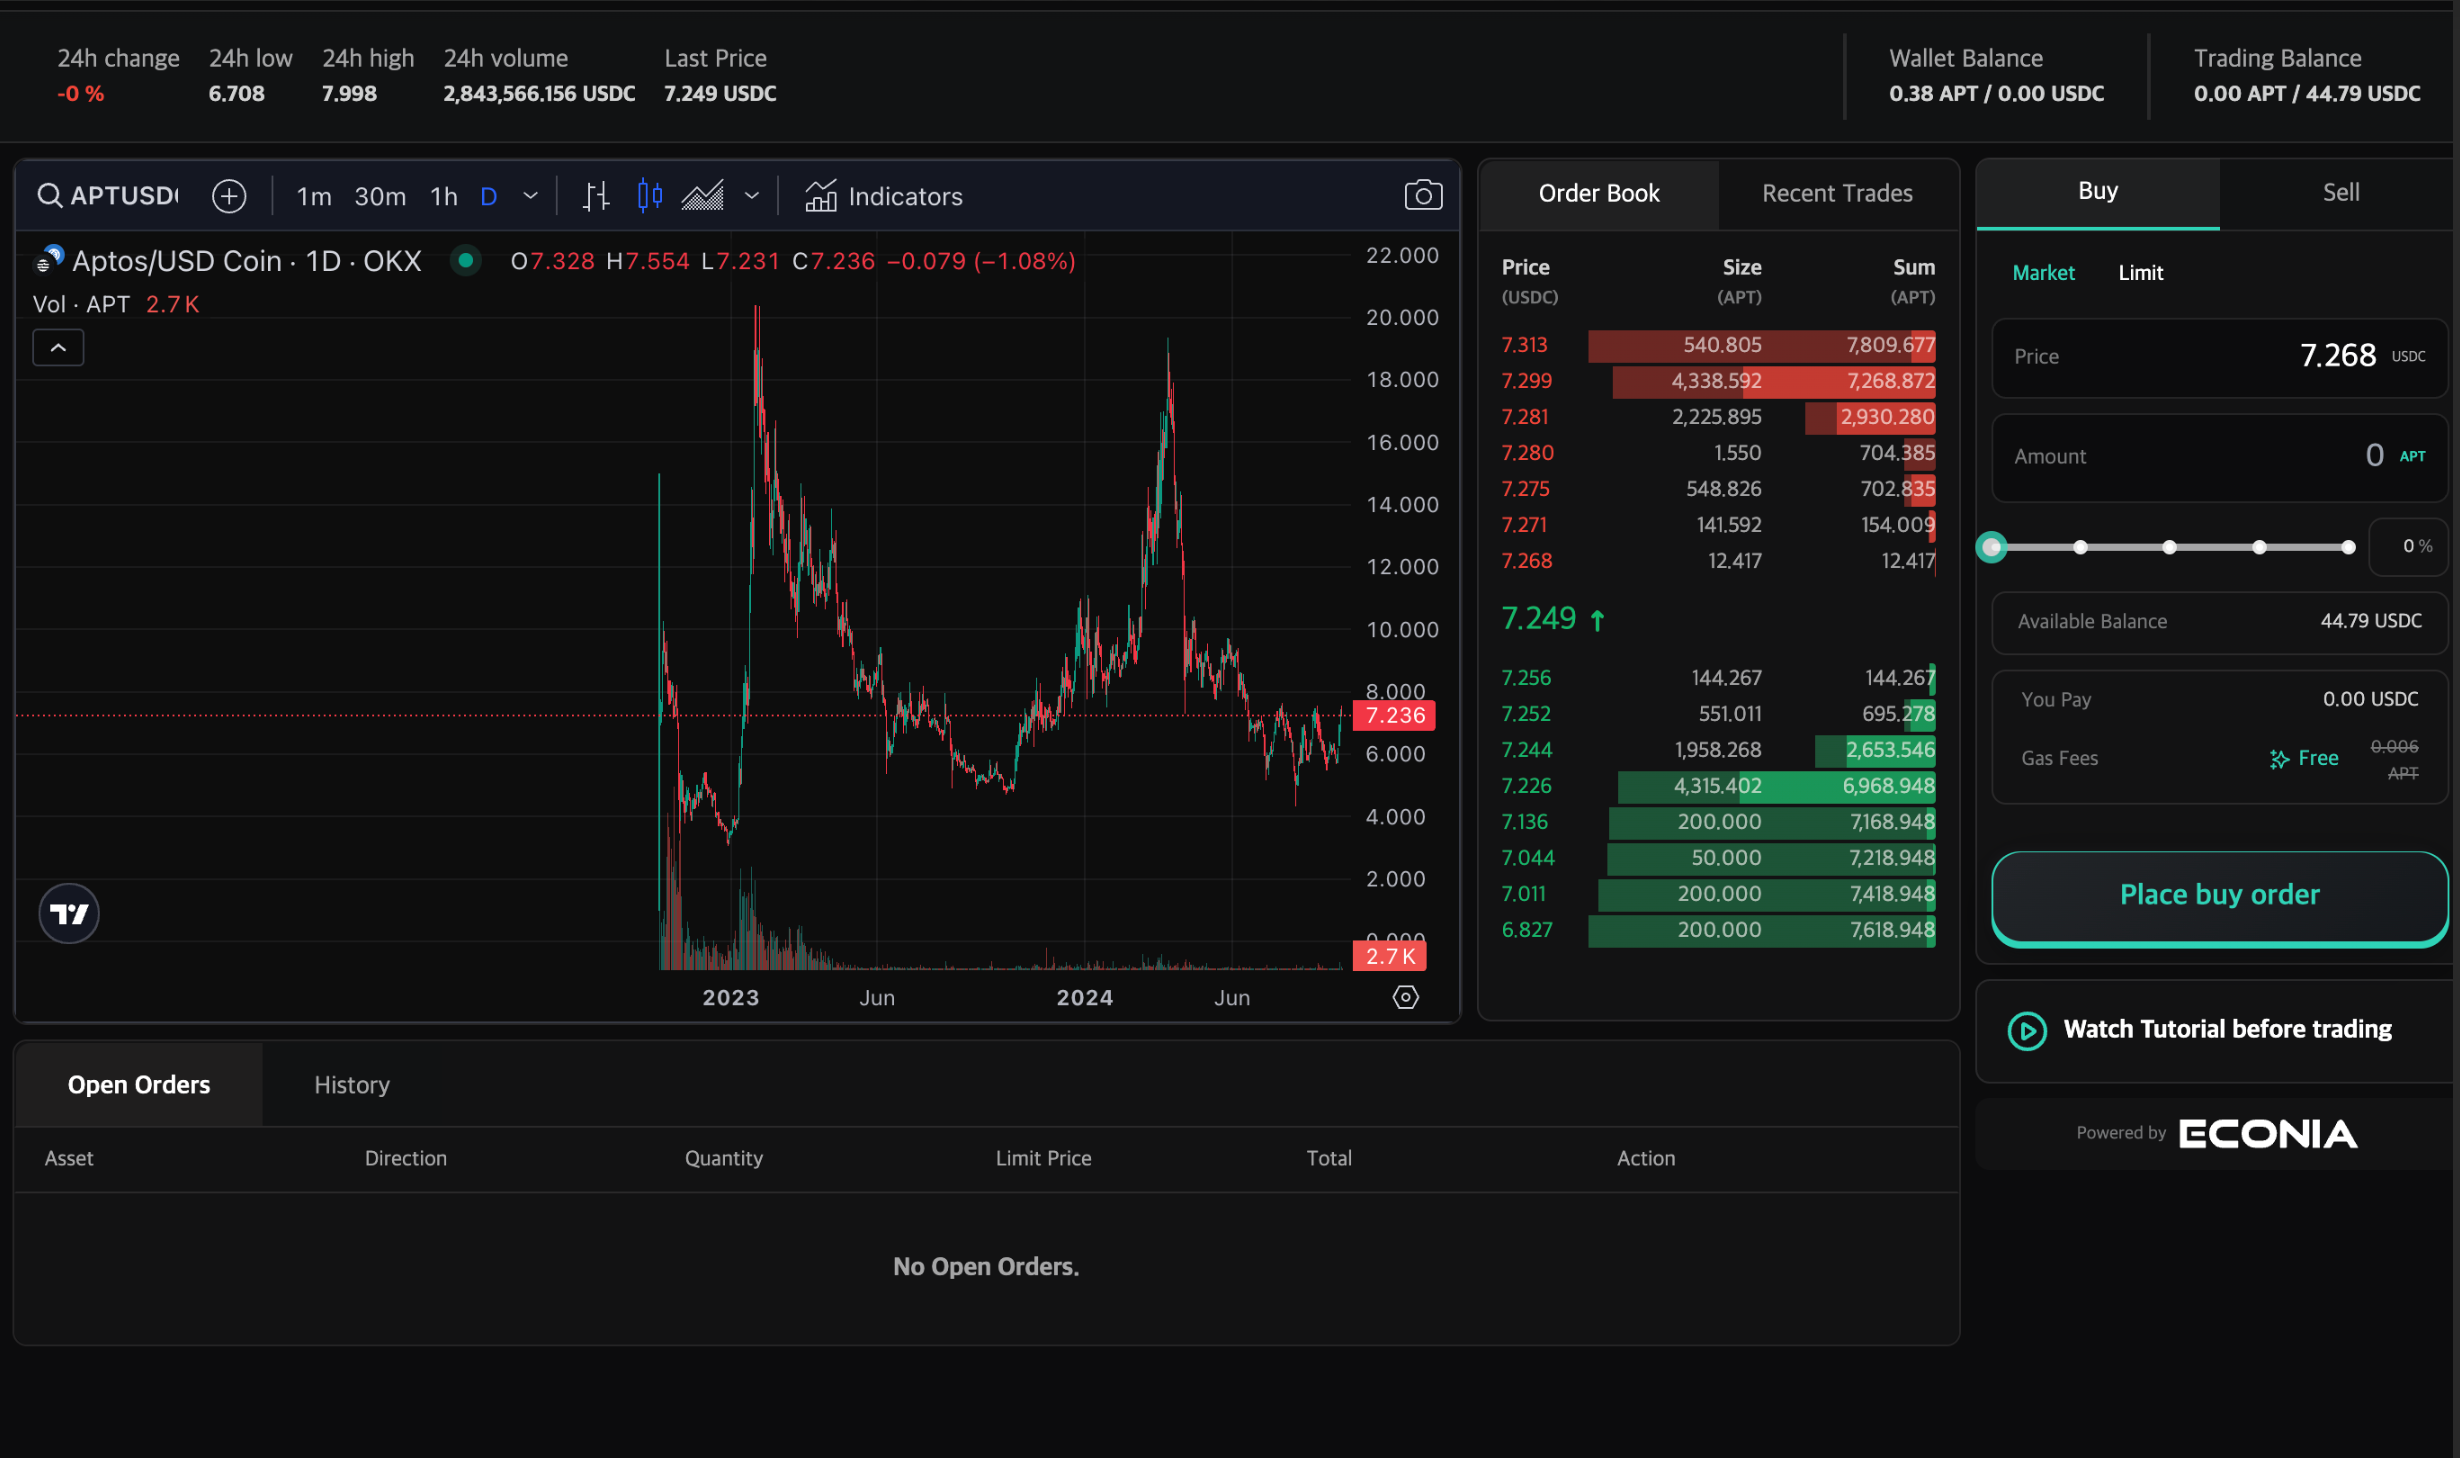 24h change 24h low 24h high 24h volume Last Price
-0 % 6.708 7.998 2,843,566.156 USDC 7.249 USDC
Wallet Balance
0.38 APT / 0.00 USDC
Trading Balance
0.00 APT / 44.79 USDC
APTUSD
1m 30m 1h D Indicators
Aptos/USD Coin · 1D · OKX O7.328 H7.554 L7.231 C7.236 −0.079 (−1.08%)
Vol · APT 2.7 K
22.000
20.000
18.000
16.000
14.000
12.000
10.000
8.000
7.236
6.000
4.000
2.000
0.000
2.7 K
2023 Jun 2024 Jun
Order Book Recent Trades
Price Size Sum
(USDC) (APT) (APT)
7.313 540.805 7,809.677
7.299 4,338.592 7,268.872
7.281 2,225.895 2,930.280
7.280 1.550 704.385
7.275 548.826 702.835
7.271 141.592 154.009
7.268 12.417 12.417
7.249 ↑
7.256 144.267 144.267
7.252 551.011 695.278
7.244 1,958.268 2,653.546
7.226 4,315.402 6,968.948
7.136 200.000 7,168.948
7.044 50.000 7,218.948
7.011 200.000 7,418.948
6.827 200.000 7,618.948
Buy Sell
Market Limit
Price 7.268 USDC
Amount 0 APT
0 %
Available Balance 44.79 USDC
You Pay 0.00 USDC
Gas Fees Free 0.006
APT
Place buy order
Watch Tutorial before trading
Powered by ECONIA
Open Orders History
Asset Direction Quantity Limit Price Total Action
No Open Orders.